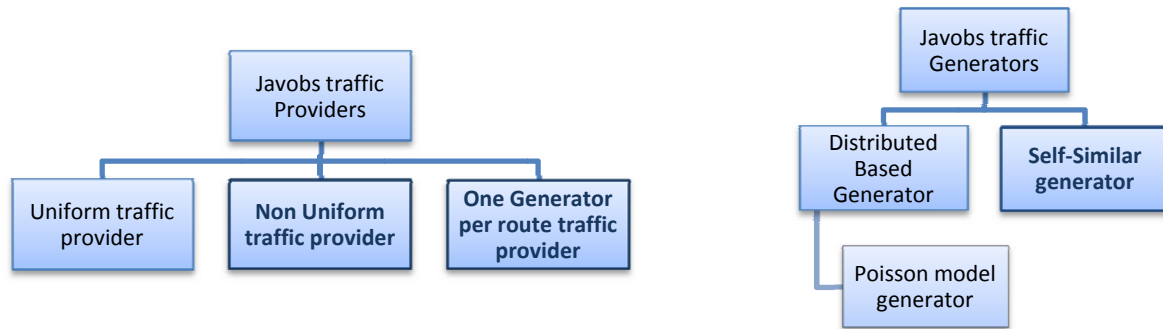 Javobs traffic
Providers
Uniform traffic
provider
Non Uniform
traffic provider
One Generator
per route traffic
provider
Javobs traffic
Generators
Distributed
Based
Generator
Self-Similar
generator
Poisson model
generator